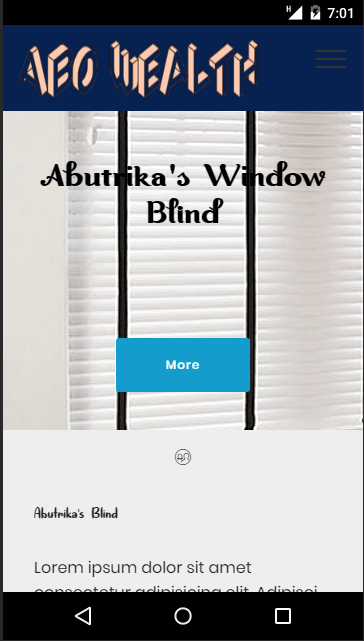 H
7:01
AEO WEALTH
Abutrika's Window
Blind
More
Abutrika's Blind
Lorem ipsum dolor sit amet
consectetur adipisicing elit. Adipisci